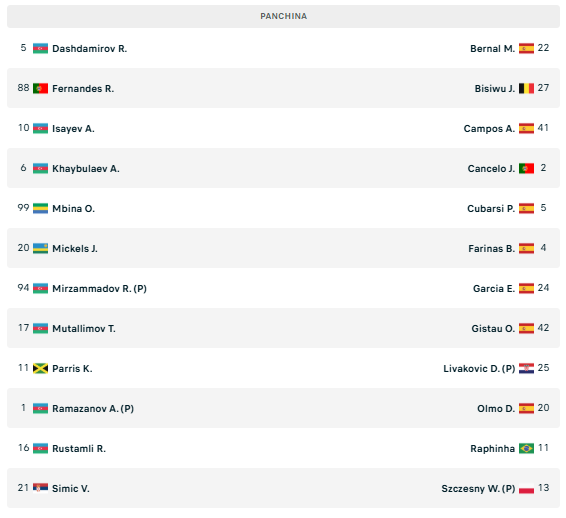 PANCHINA
5 Dashdamirov R. Bernal M. 22
88 Fernandes R. Bisiwu J. 27
10 Isayev A. Campos A. 41
6 Khaybulaev A. Cancelo J. 2
99 Mbina O. Cubarsi P. 5
20 Mickels J. Farinas B. 4
94 Mirzammadov R. (P) Garcia E. 24
17 Mutallimov T. Gistau O. 42
11 Parris K. Livakovic D. (P) 25
1 Ramazanov A. (P) Olmo D. 20
16 Rustamli R. Raphinha 11
21 Simic V. Szczesny W. (P) 13